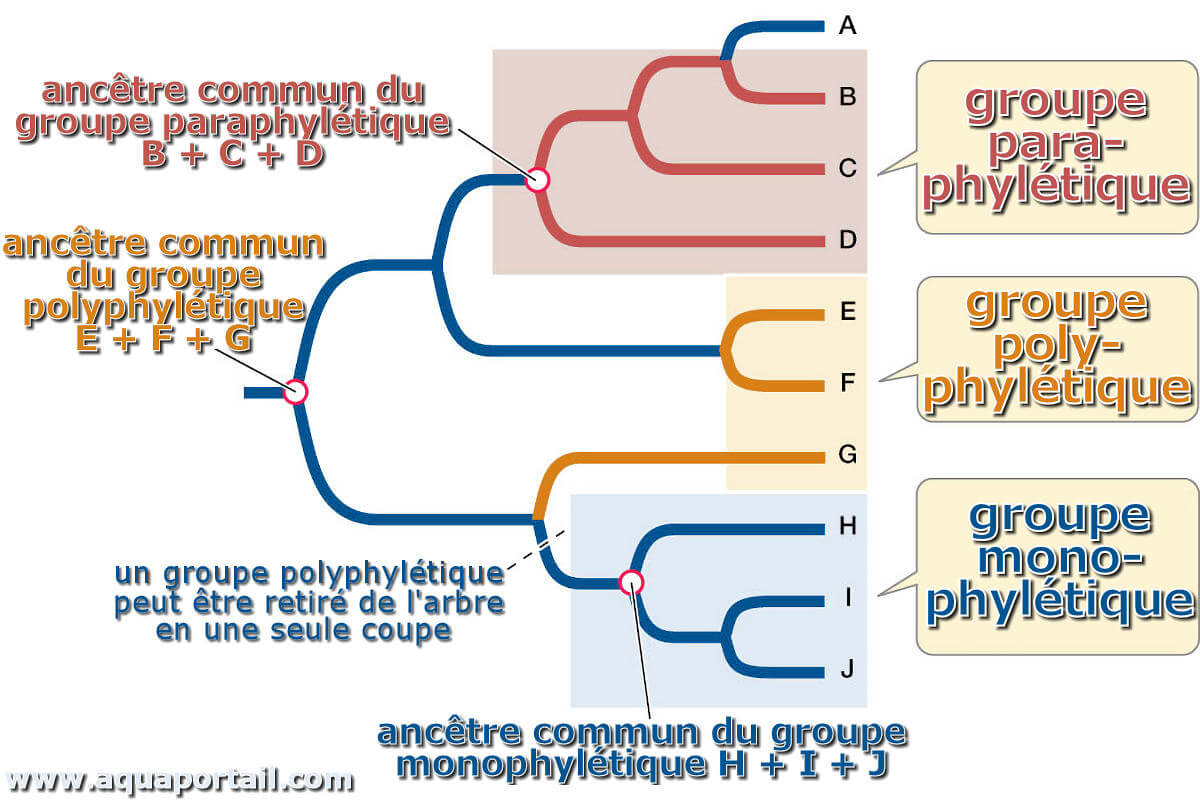 A
ancêtre commun du
groupe paraphylétique
B + C + D
B
C
D
groupe
para-
phylétique
ancêtre commun
du groupe
polyphylétique
E + F + G
E
F
G
groupe
poly-
phylétique
un groupe polyphylétique
peut être retiré de l'arbre
en une seule coupe
H
I
J
groupe
mono-
phylétique
ancêtre commun du groupe
monophylétique H + I + J
www.aquaportail.com